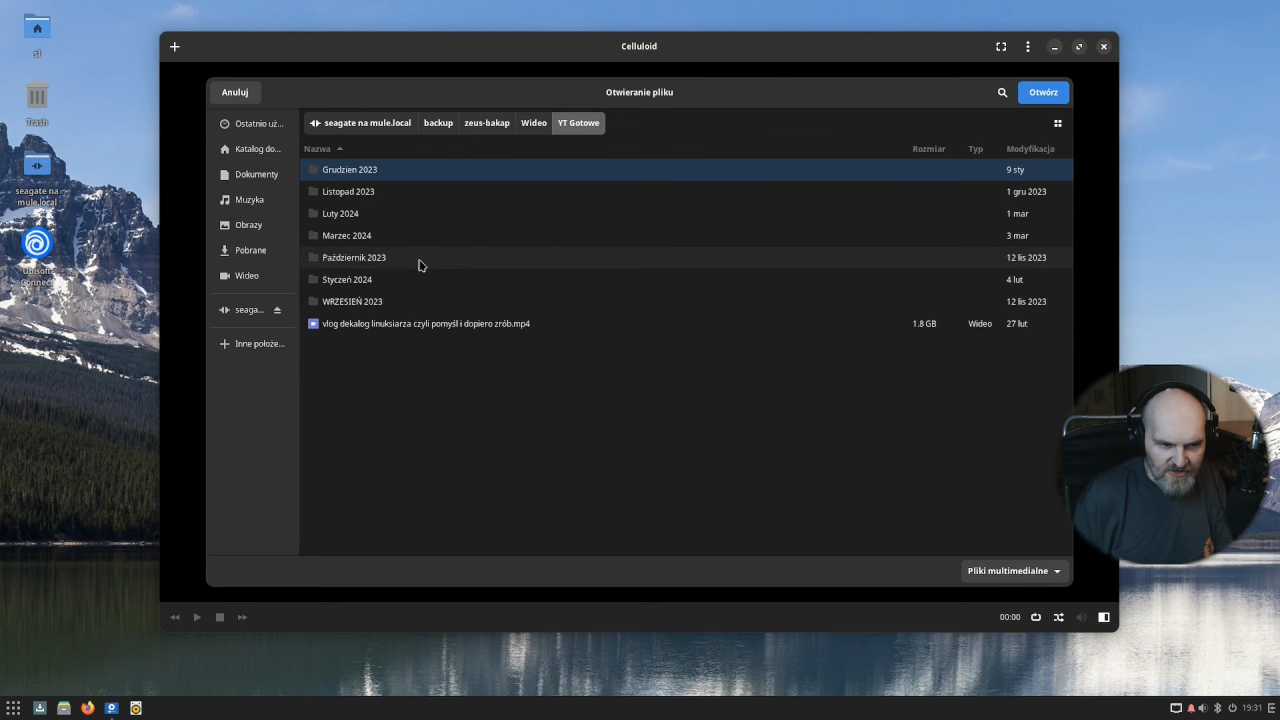 sl
Trash
seagate na
mule.local
Ubisoft
Connect
Celluloid
Anuluj
Otwieranie pliku
Otwórz
Ostatnio uż...
Katalog do...
Dokumenty
Muzyka
Obrazy
Pobrane
Wideo
seaga...
Inne położe...
seagate na mule.local backup zeus-bakap Wideo YT Gotowe
Nazwa Rozmiar Typ Modyfikacja
Grudzien 2023 9 sty
Listopad 2023 1 gru 2023
Luty 2024 1 mar
Marzec 2024 3 mar
Październik 2023 12 lis 2023
Styczeń 2024 4 lut
WRZESIEŃ 2023 12 lis 2023
vlog dekalog linuksiarza czyli pomyśl i dopiero zrób.mp4 1.8 GB Wideo 27 lut
Pliki multimedialne
00:00
19:31